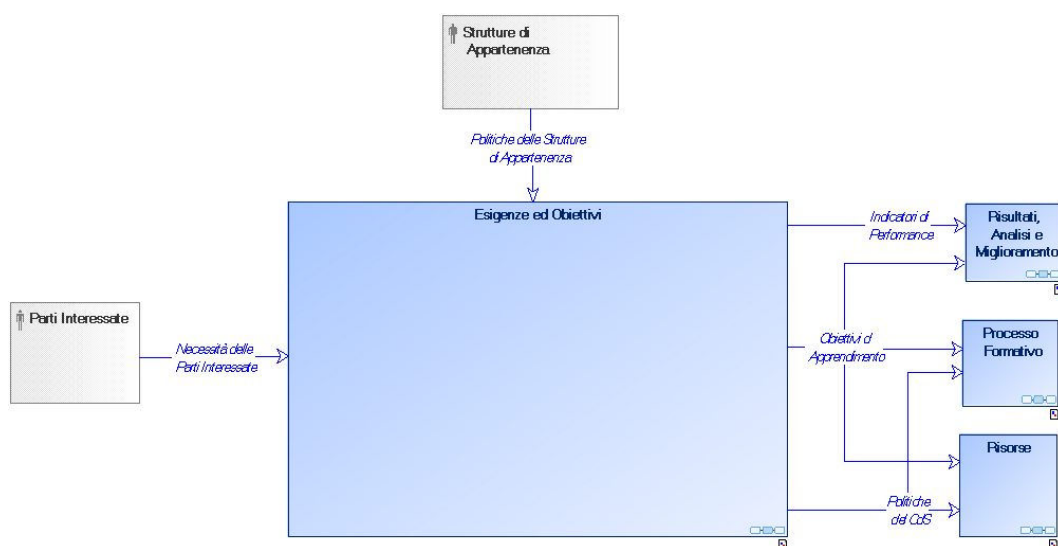 Strutture di
Appartenenza
Politiche delle Strutture
di Appartenenza
Esigenze ed Obiettivi
Indicatori di
Performance
Risultati,
Analisi e
Miglioramento
Parti Interessate
Necessità delle
Parti Interessate
Obiettivi di
Apprendimento
Processo
Formativo
Risorse
Politiche
del CdS